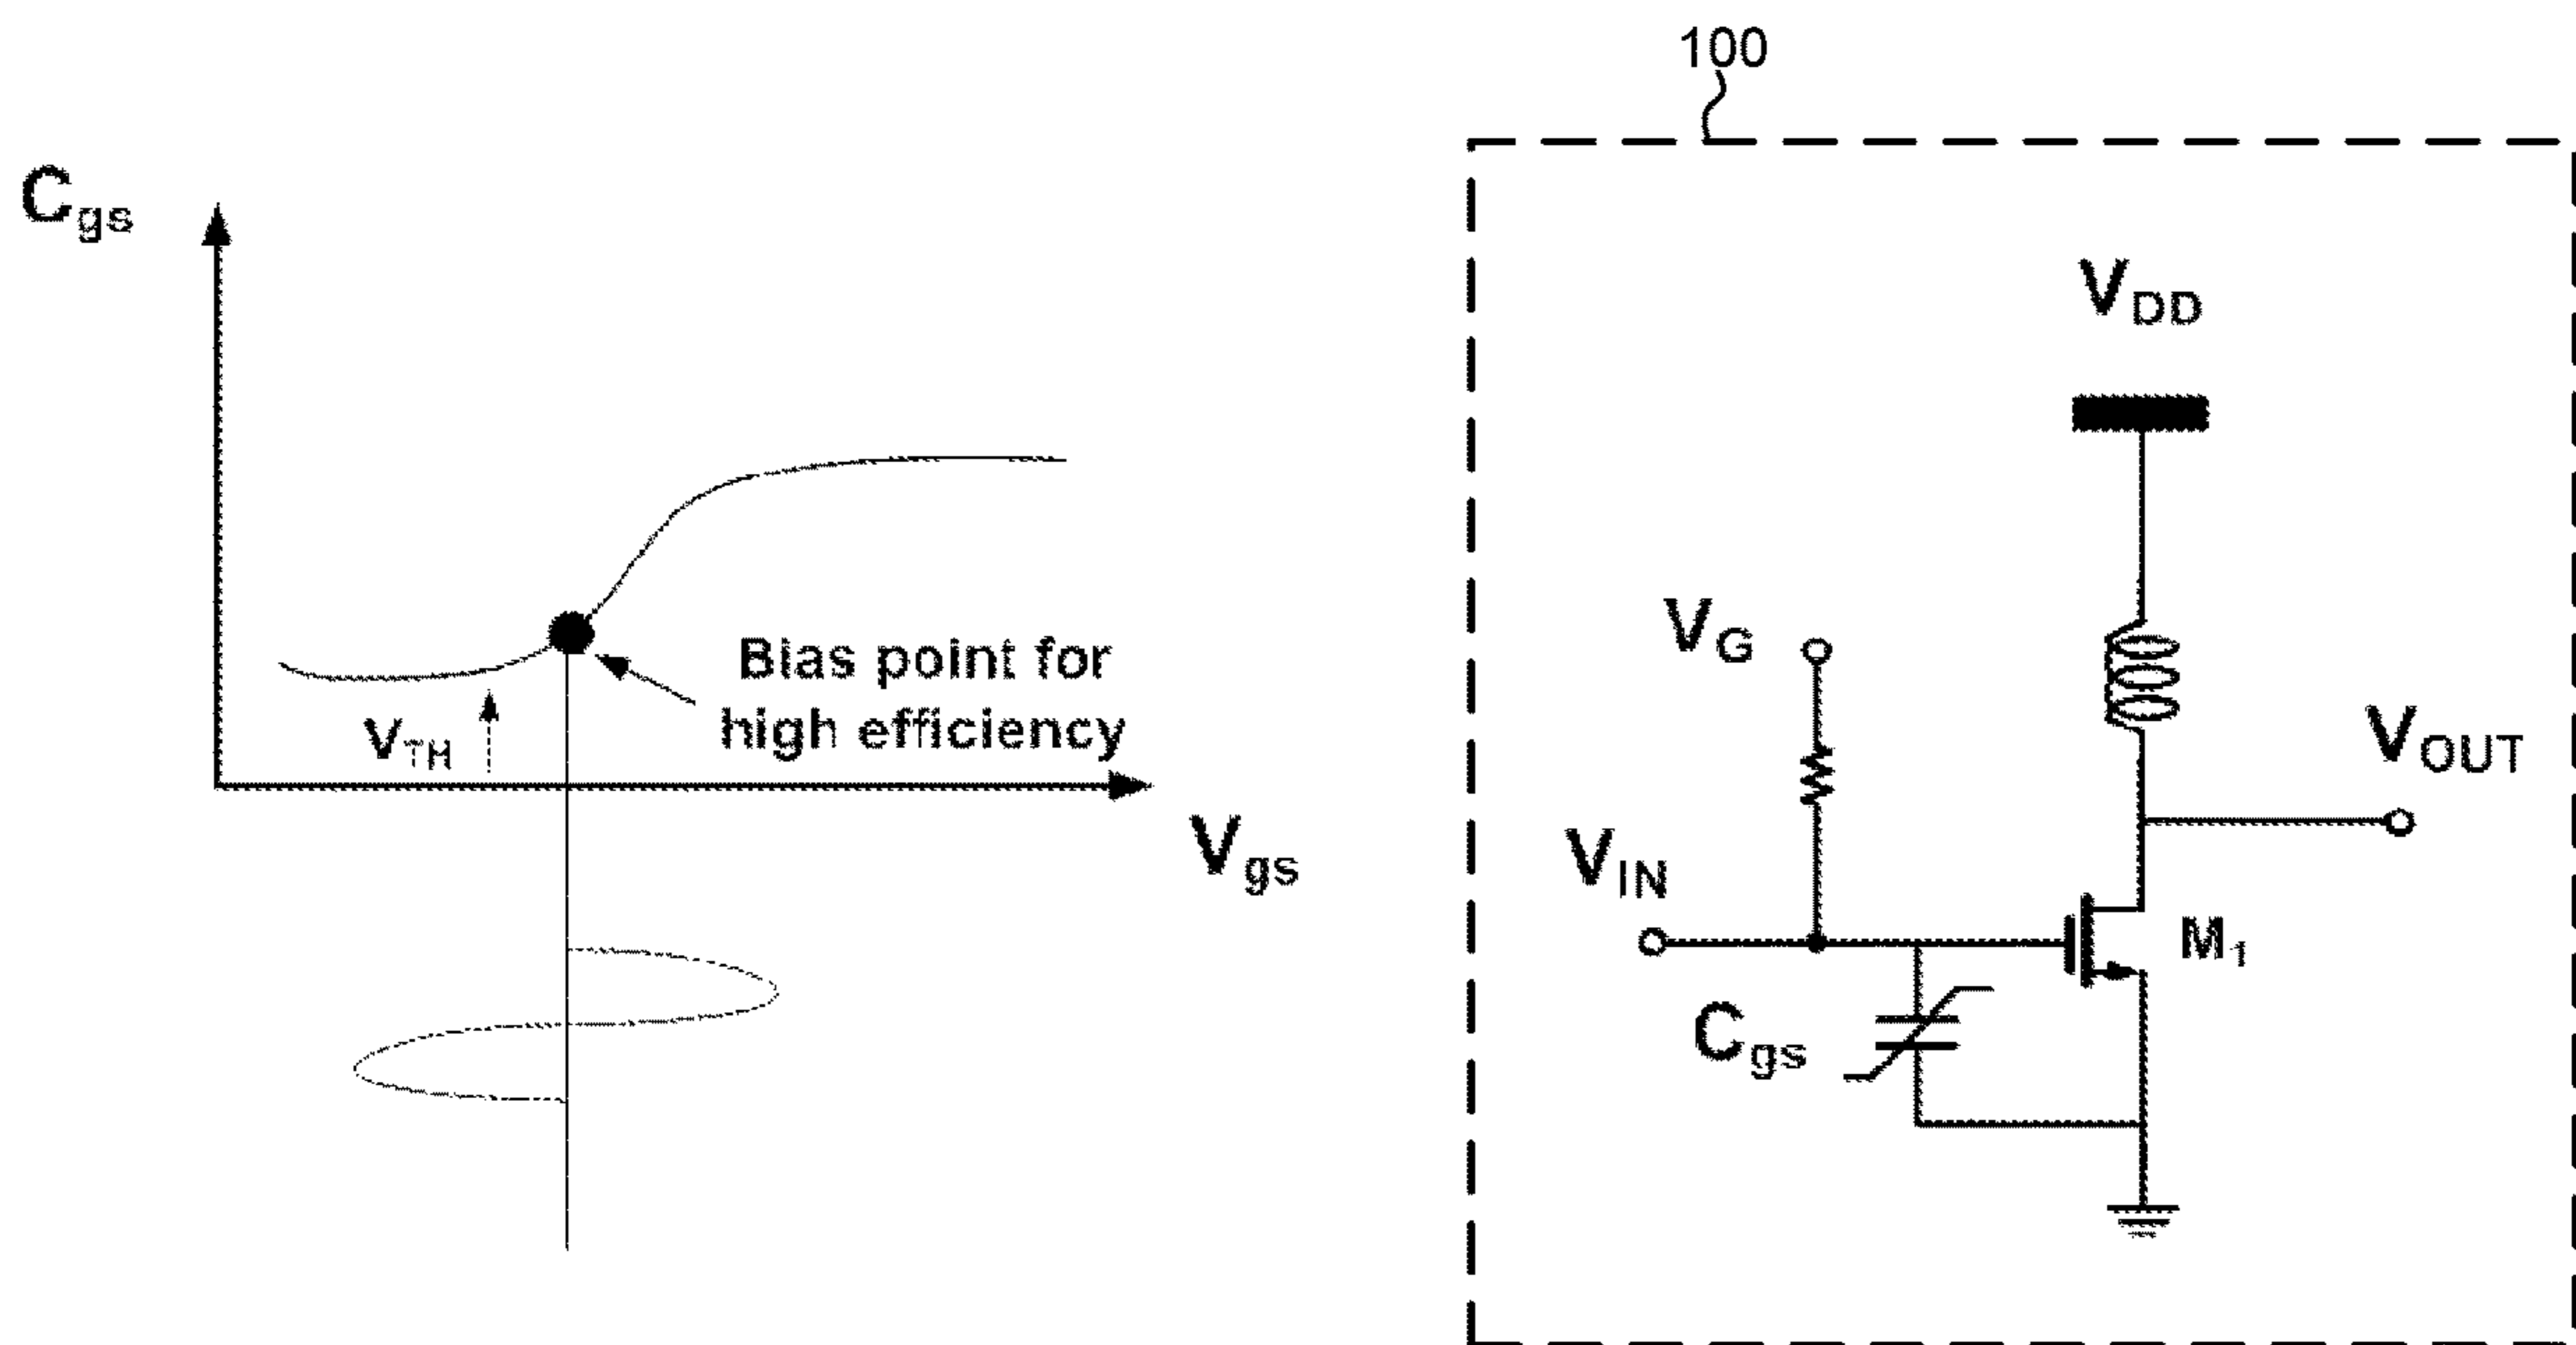 100
Cgs
VDD
Bias point for
high efficiency
VTH
VG
VOUT
Vgs
VIN
M1
Cgs